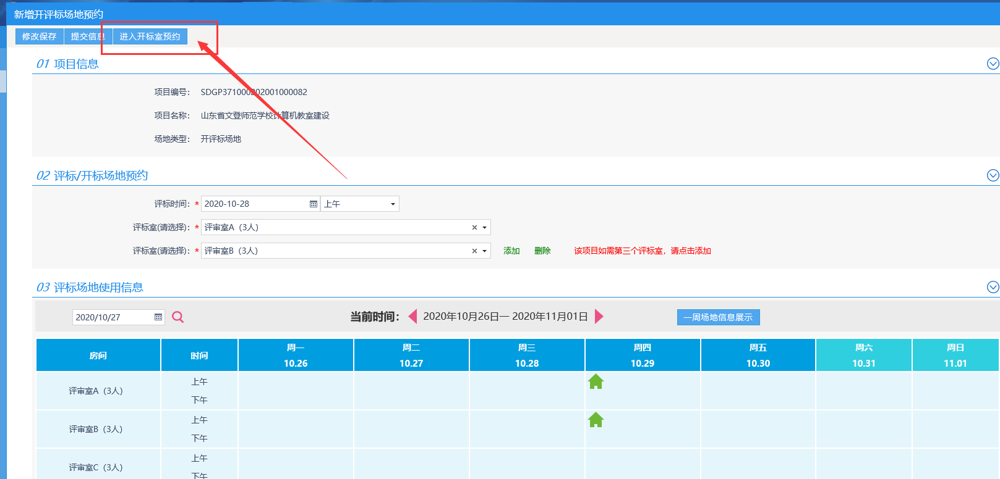 新增开评标场地预约
修改保存 提交信息 进入开标室预约
01 项目信息
项目编号： SDGP371000202001000082
项目名称： 山东省文登师范学校计算机教室建设
场地类型： 开评标场地
02 评标/开标场地预约
评标时间：* 2020-10-28 上午
评标室(请选择)：* 评审室A（3人）
评标室(请选择)：* 评审室B（3人） 添加 删除 该项目如需第三个评标室，请点击添加
03 评标场地使用信息
2020/10/27 当前时间： 2020年10月26日— 2020年11月01日 一周场地信息展示
房间 时间 周一 周二 周三 周四 周五 周六 周日
10.26 10.27 10.28 10.29 10.30 10.31 11.01
评审室A（3人） 上午
下午
评审室B（3人） 上午
下午
评审室C（3人） 上午
下午